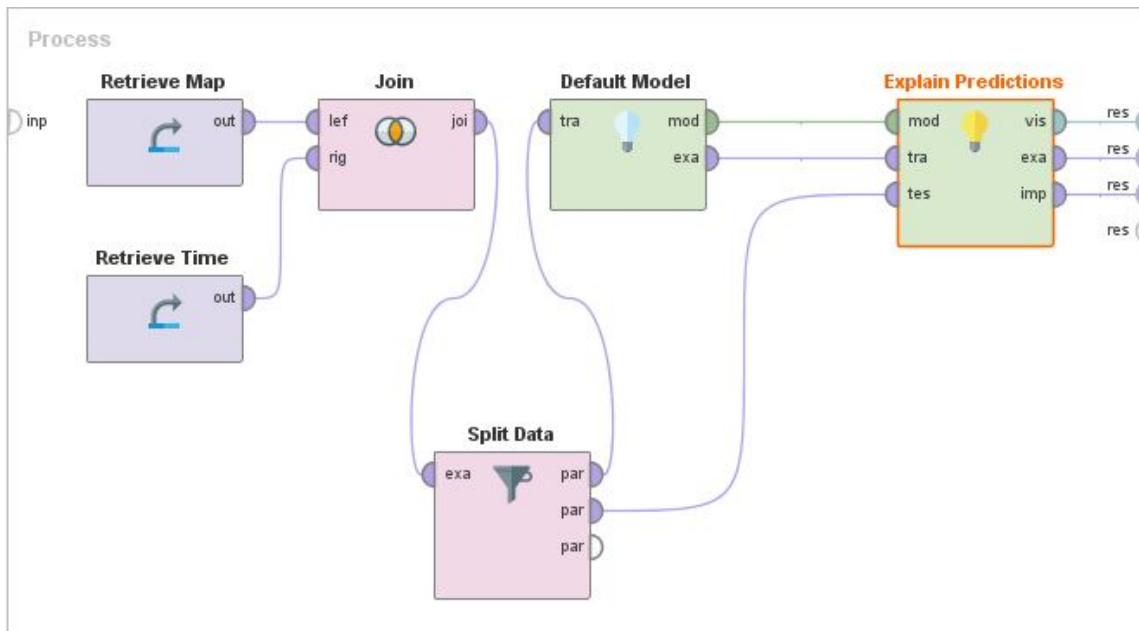 Process
Retrieve Map
Join
Default Model
Explain Predictions
inp
out
lef
joi
tra
mod
mod
vis
res
rig
exa
tra
exa
res
tes
imp
res
Retrieve Time
res
out
Split Data
exa
par
par
par